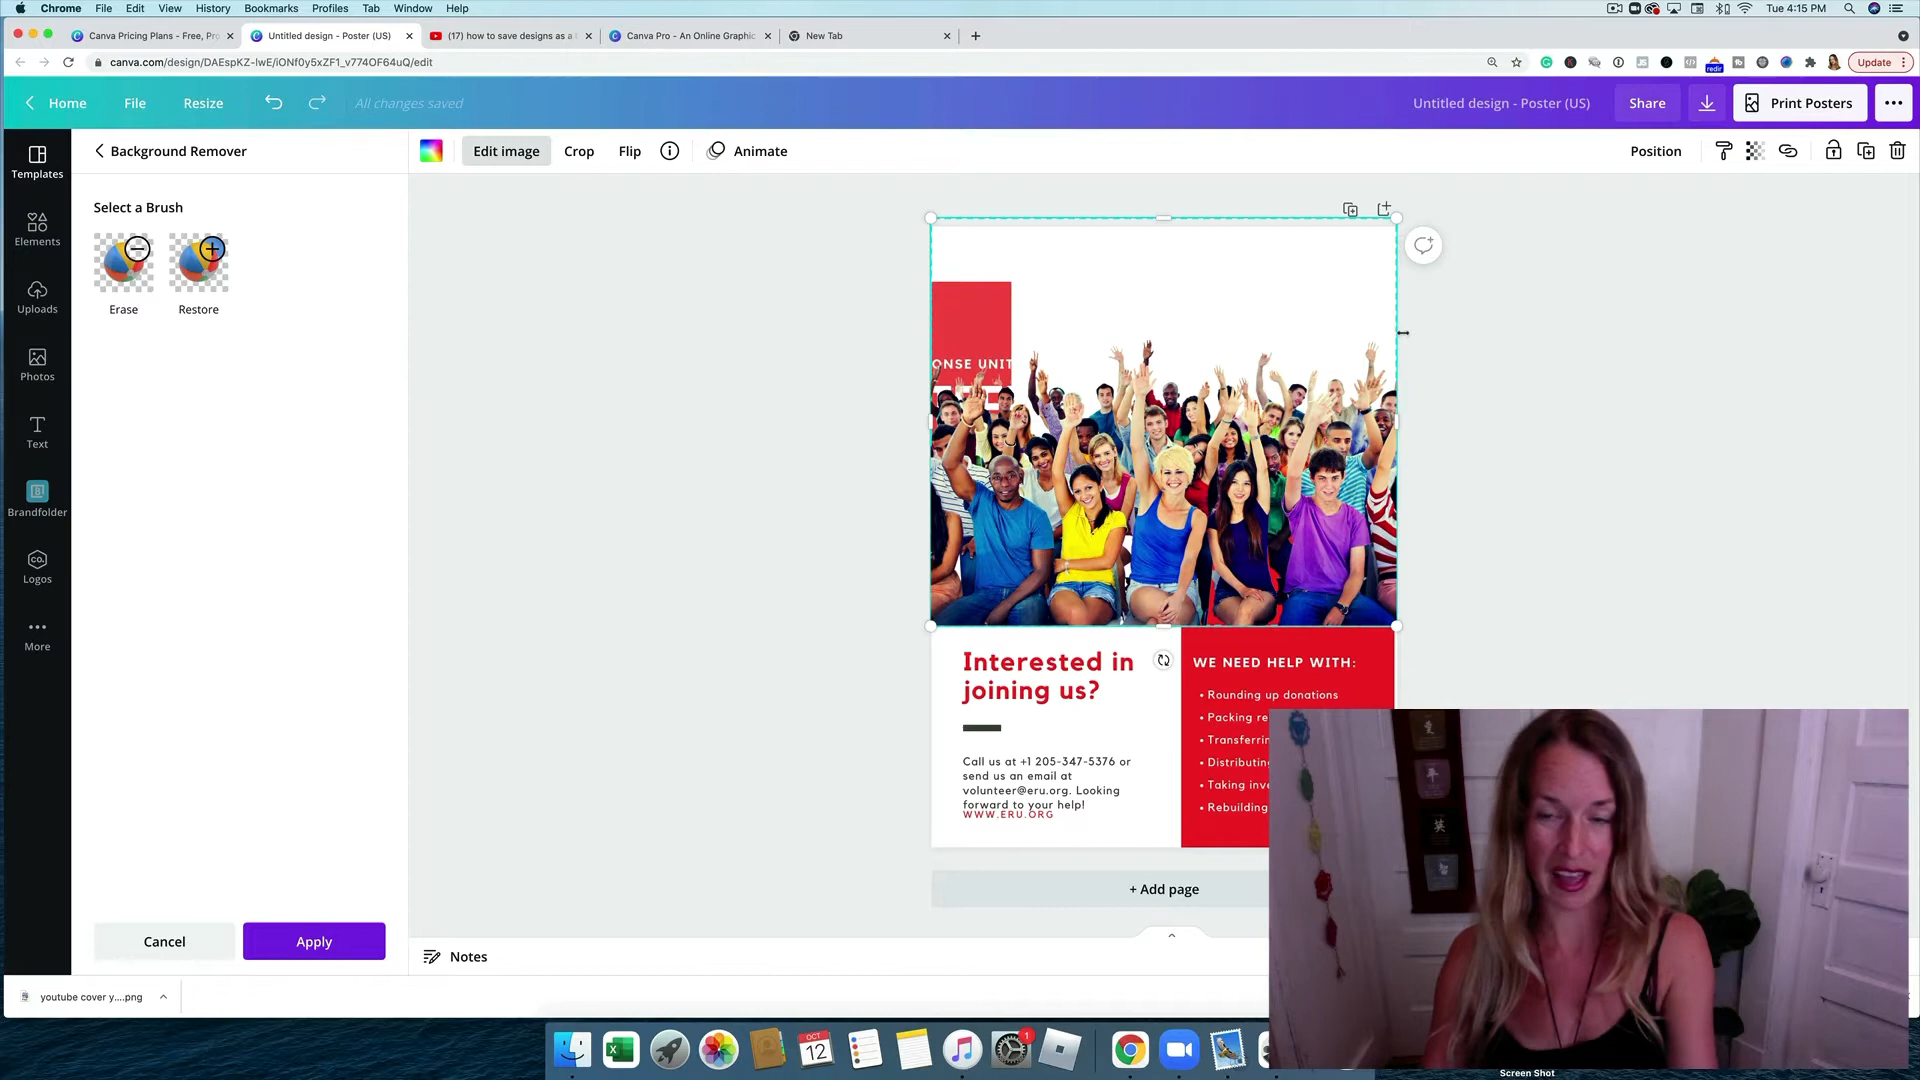 Chrome File Edit View History Bookmarks Profiles Tab Window Help
Tue 4:15 PM
Canva Pricing Plans - Free, Pro
Untitled design - Poster (US)
(17) how to save designs as a
Canva Pro - An Online Graphic
New Tab
canva.com/design/DAEspKZ-lwE/iONf0y5xZF1_v774OF64uQ/edit
redir
Update
Home File Resize All changes saved
Untitled design - Poster (US) Share Print Posters
Background Remover
Edit image Crop Flip Animate Position
Templates
Elements
Uploads
Photos
Text
Brandfolder
Logos
More
Select a Brush
Erase Restore
ONSE UNIT
Interested in
joining us?
Call us at +1 205-347-5376 or
send us an email at
volunteer@eru.org. Looking
forward to your help!
WWW.ERU.ORG
WE NEED HELP WITH:
• Rounding up donations
• Packing re
• Transferrin
• Distributing
• Taking inve
• Rebuilding
+ Add page
Cancel Apply
Notes
youtube cover y....png
OCT
12
1
Screen Shot